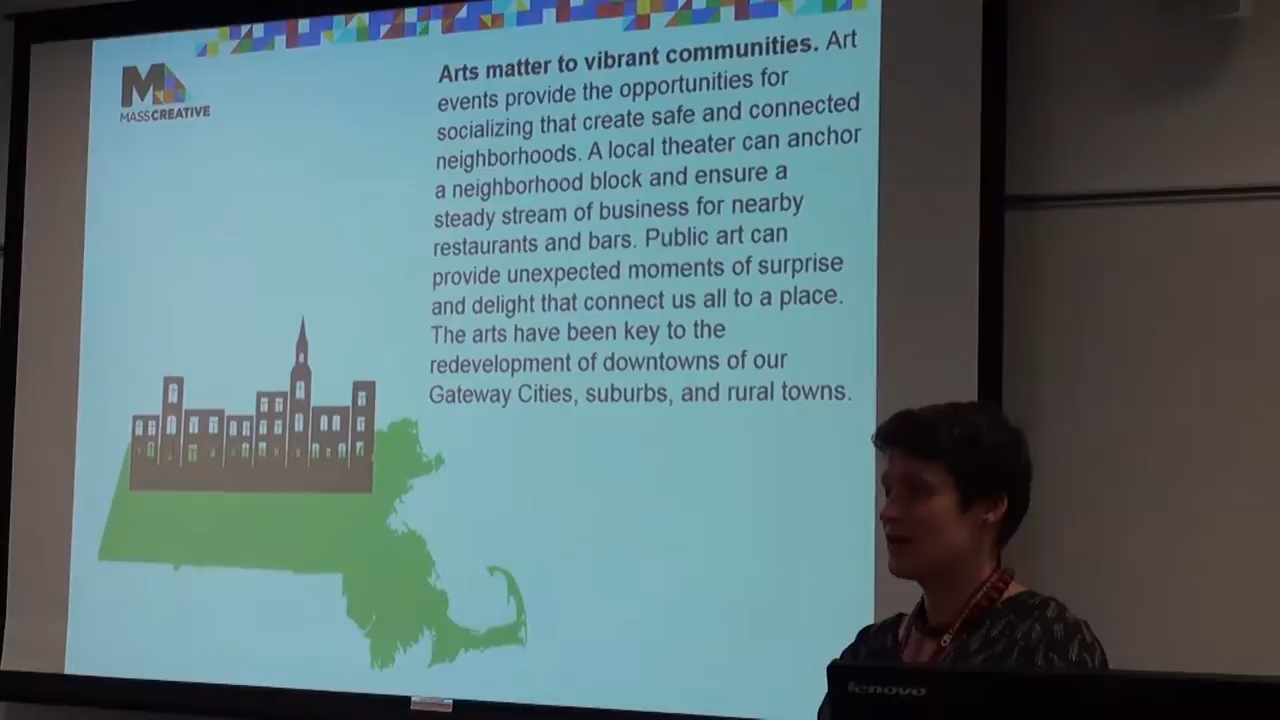 MASSCREATIVE
Arts matter to vibrant communities. Art
events provide the opportunities for
socializing that create safe and connected
neighborhoods. A local theater can anchor
a neighborhood block and ensure a
steady stream of business for nearby
restaurants and bars. Public art can
provide unexpected moments of surprise
and delight that connect us all to a place.
The arts have been key to the
redevelopment of downtowns of our
Gateway Cities, suburbs, and rural towns.
lenovo